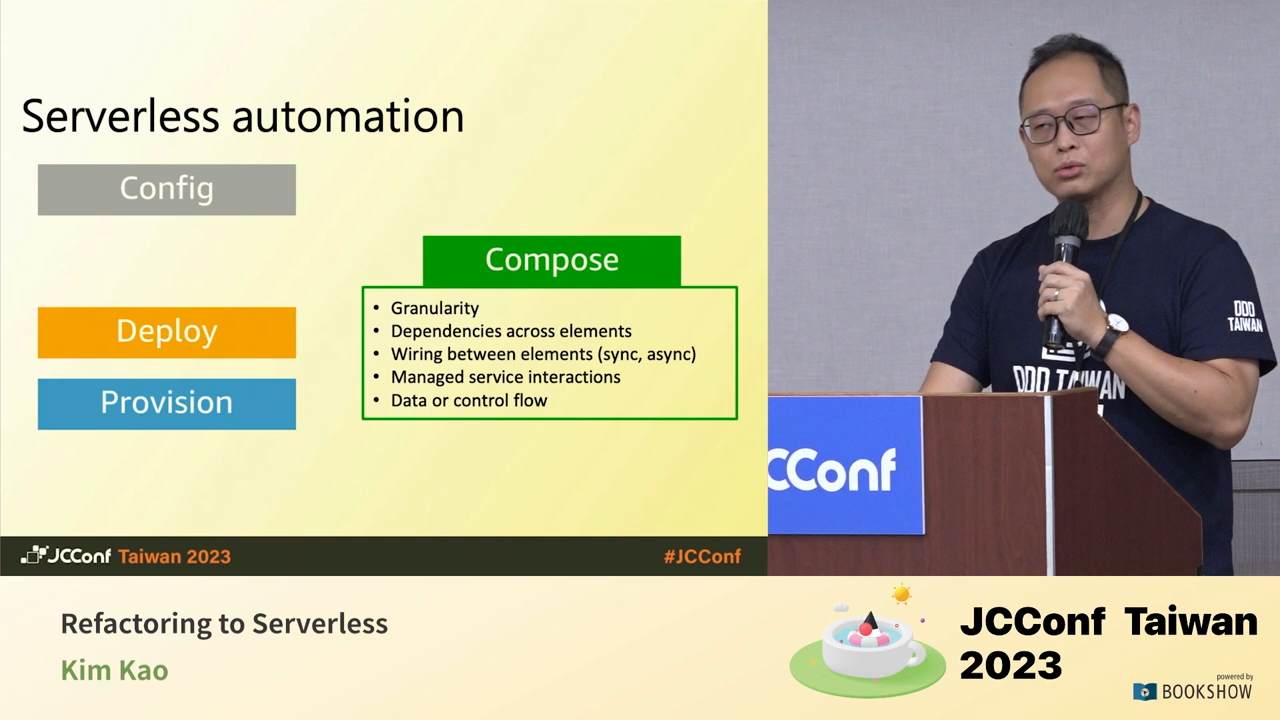 Serverless automation
Config
Compose
• Granularity
• Dependencies across elements
• Wiring between elements (sync, async)
• Managed service interactions
• Data or control flow
Deploy
Provision
JCConf Taiwan 2023
#JCConf
DDD
TAIWAN
DDD TAIWAN
CConf
Refactoring to Serverless
Kim Kao
JCConf Taiwan
2023
powered by
BOOKSHOW